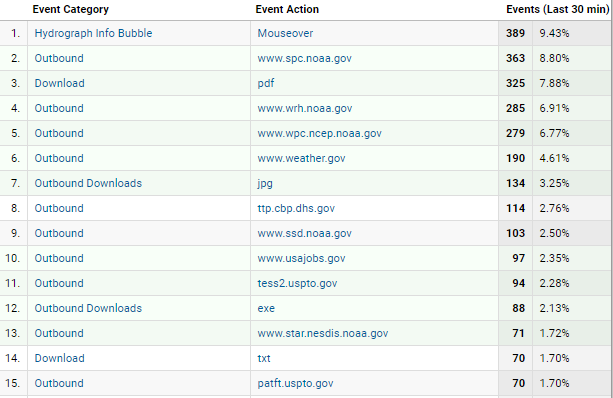 Event Category Event Action Events (Last 30 min)
1. Hydrograph Info Bubble Mouseover 389 9.43%
2. Outbound www.spc.noaa.gov 363 8.80%
3. Download pdf 325 7.88%
4. Outbound www.wrh.noaa.gov 285 6.91%
5. Outbound www.wpc.ncep.noaa.gov 279 6.77%
6. Outbound www.weather.gov 190 4.61%
7. Outbound Downloads jpg 134 3.25%
8. Outbound ttp.cbp.dhs.gov 114 2.76%
9. Outbound www.ssd.noaa.gov 103 2.50%
10. Outbound www.usajobs.gov 97 2.35%
11. Outbound tess2.uspto.gov 94 2.28%
12. Outbound Downloads exe 88 2.13%
13. Outbound www.star.nesdis.noaa.gov 71 1.72%
14. Download txt 70 1.70%
15. Outbound patft.uspto.gov 70 1.70%